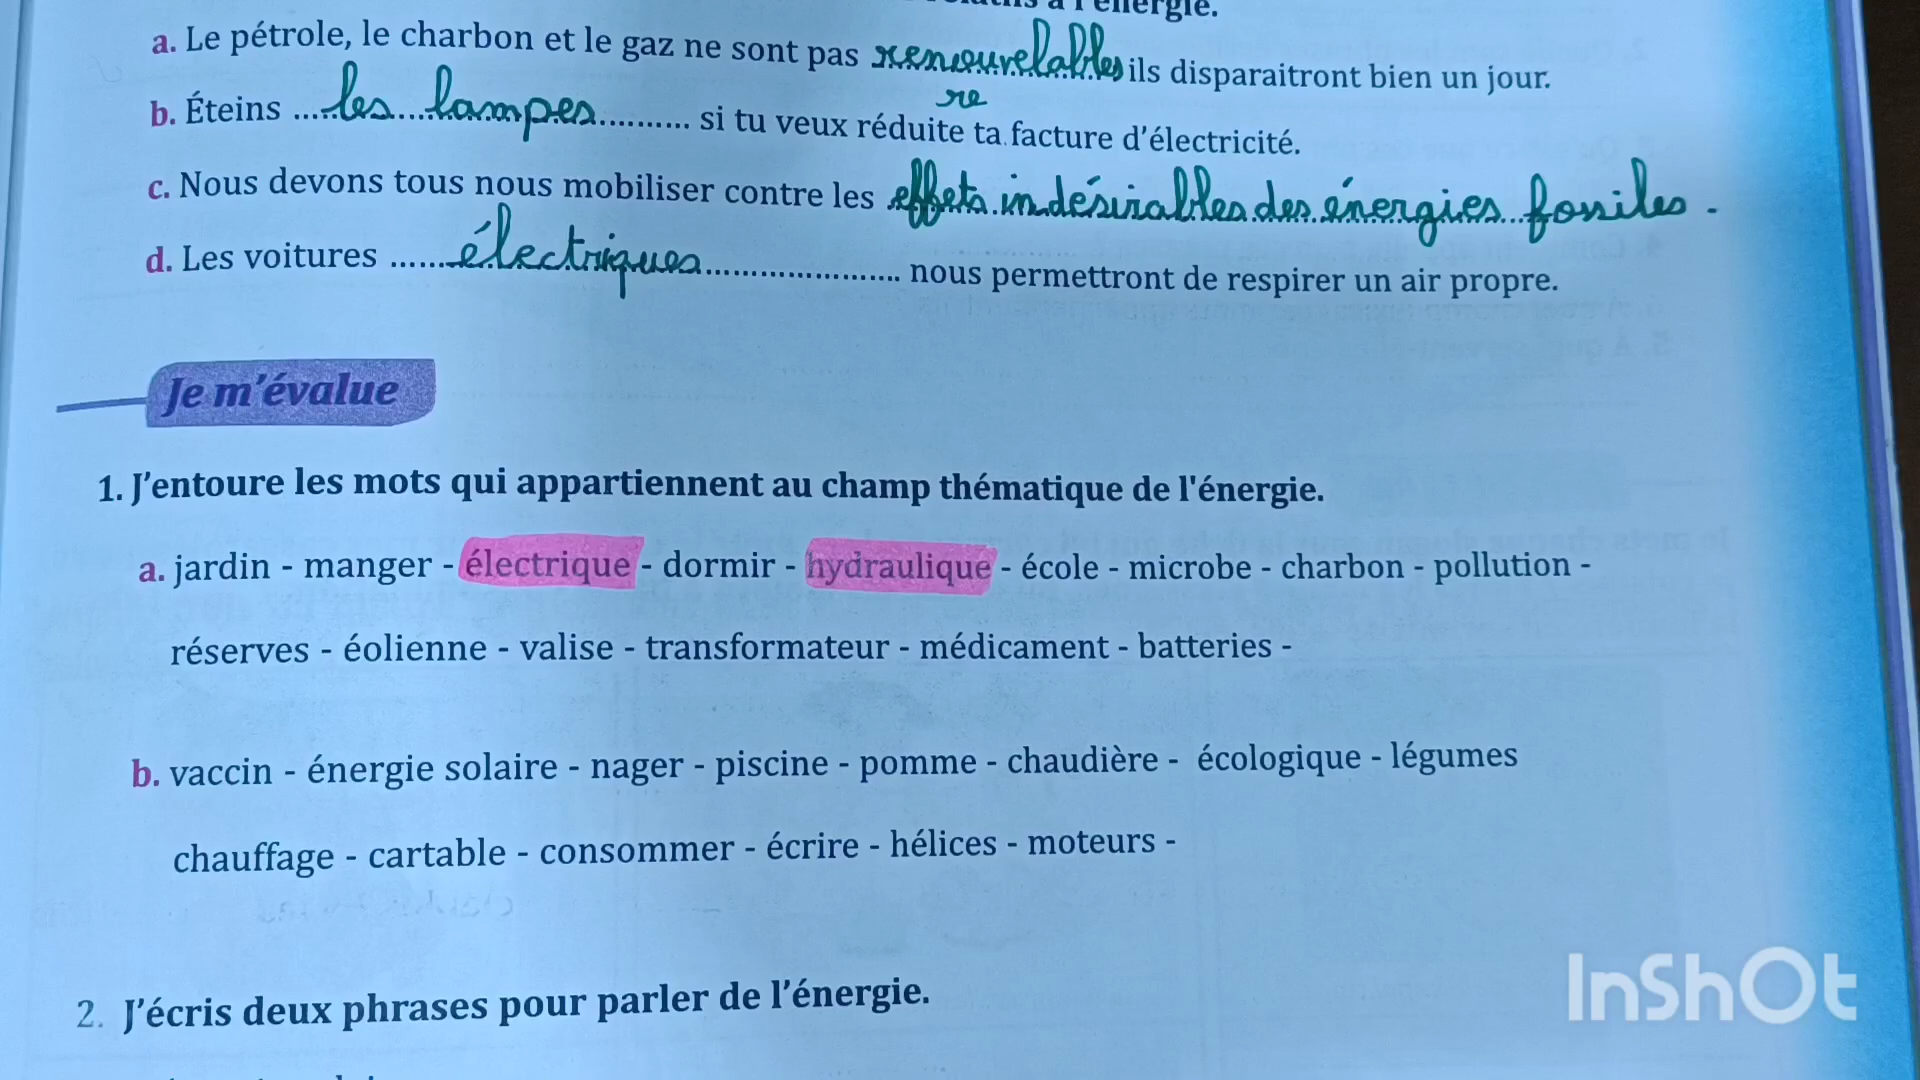 à l'énergie.
a. Le pétrole, le charbon et le gaz ne sont pas renouvelables ils disparaitront bien un jour.
re
b. Éteins ..... les lampes .......... si tu veux réduite ta facture d'électricité.
c. Nous devons tous nous mobiliser contre les effets indésirables des énergies fossiles.
d. Les voitures ...... électriques .................... nous permettront de respirer un air propre.
Je m'évalue
1. J'entoure les mots qui appartiennent au champ thématique de l'énergie.
a. jardin - manger - électrique - dormir - hydraulique - école - microbe - charbon - pollution -
réserves - éolienne - valise - transformateur - médicament - batteries -
b. vaccin - énergie solaire - nager - piscine - pomme - chaudière - écologique - légumes
chauffage - cartable - consommer - écrire - hélices - moteurs -
2. J'écris deux phrases pour parler de l'énergie.
InShOt